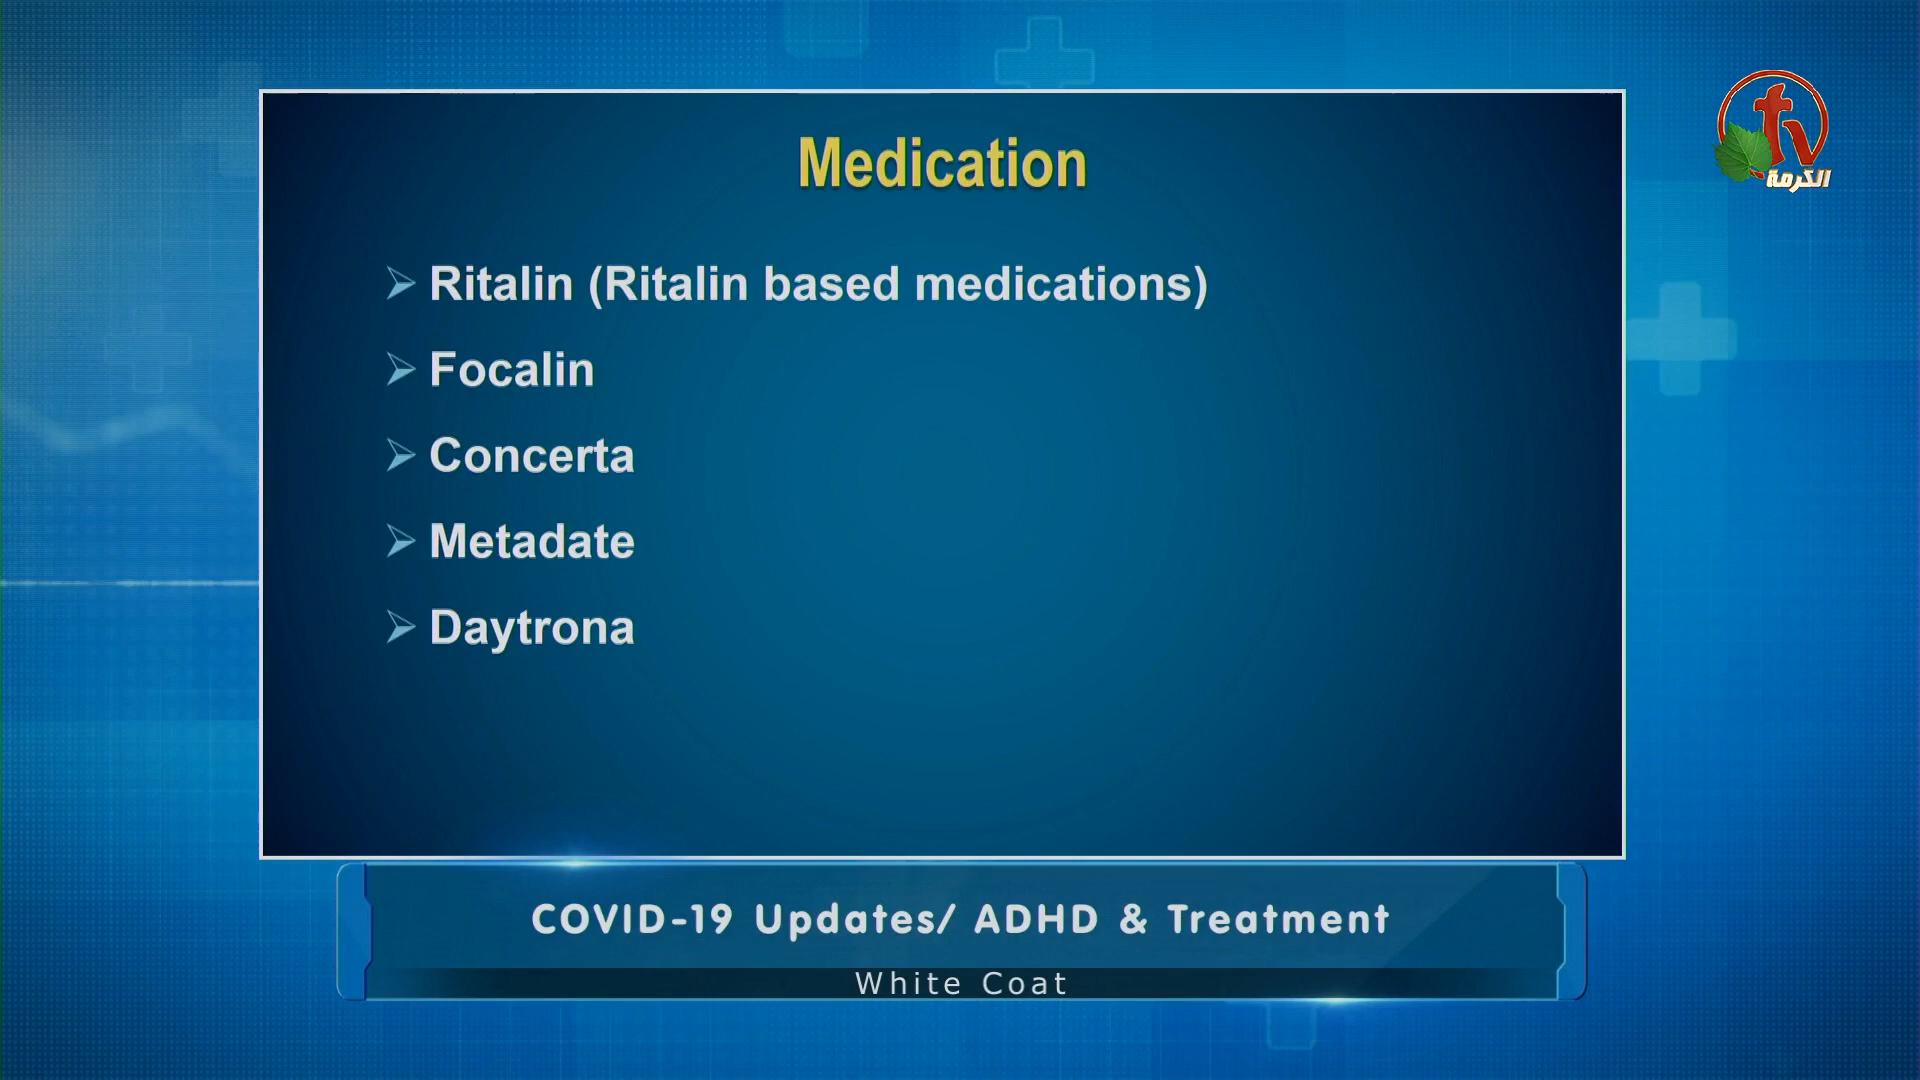 tv
الكرمة
Medication
Ritalin (Ritalin based medications)
Focalin
Concerta
Metadate
Daytrona
COVID-19 Updates/ ADHD & Treatment
White Coat